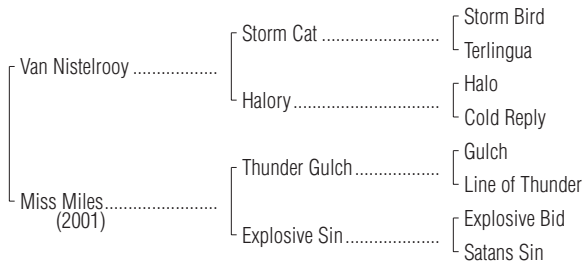 Storm Bird
Storm Cat ........................
Terlingua
Van Nistelrooy .................
Halo
Halory ..............................
Cold Reply
Gulch
Thunder Gulch .................
Line of Thunder
Miss Miles .......................
(2001)
Explosive Bid
Explosive Sin ...................
Satans Sin